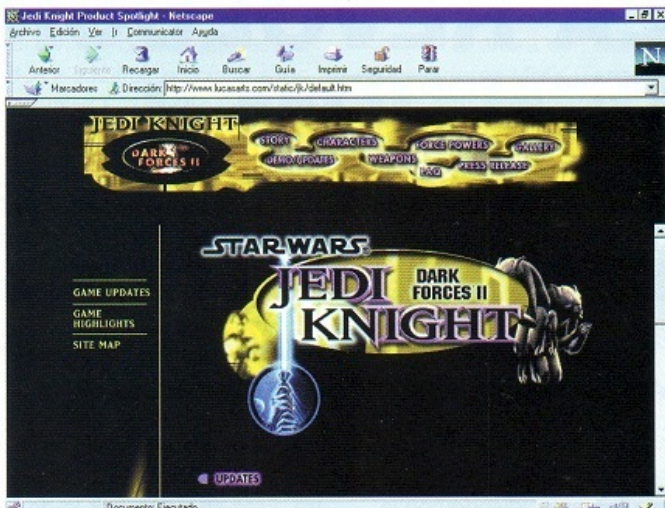 Jedi Knight Product Spotlight - Netscape
Archivo Edición Ver Ir Communicator Ayuda
Anterior Siguiente Recargar Inicio Buscar Guía Imprimir Seguridad Parar
N
Marcadores Dirección: http://www.lucasarts.com/static/jk/default.htm
JEDI KNIGHT
DARK FORCES II
STORY CHARACTERS FORCE POWERS GALLERY
DEMO/UPDATES WEAPONS FAQ PRESS RELEASE
STAR WARS
JEDI KNIGHT
DARK FORCES II
GAME UPDATES
GAME
HIGHLIGHTS
SITE MAP
UPDATES
Documento: Ejecutado